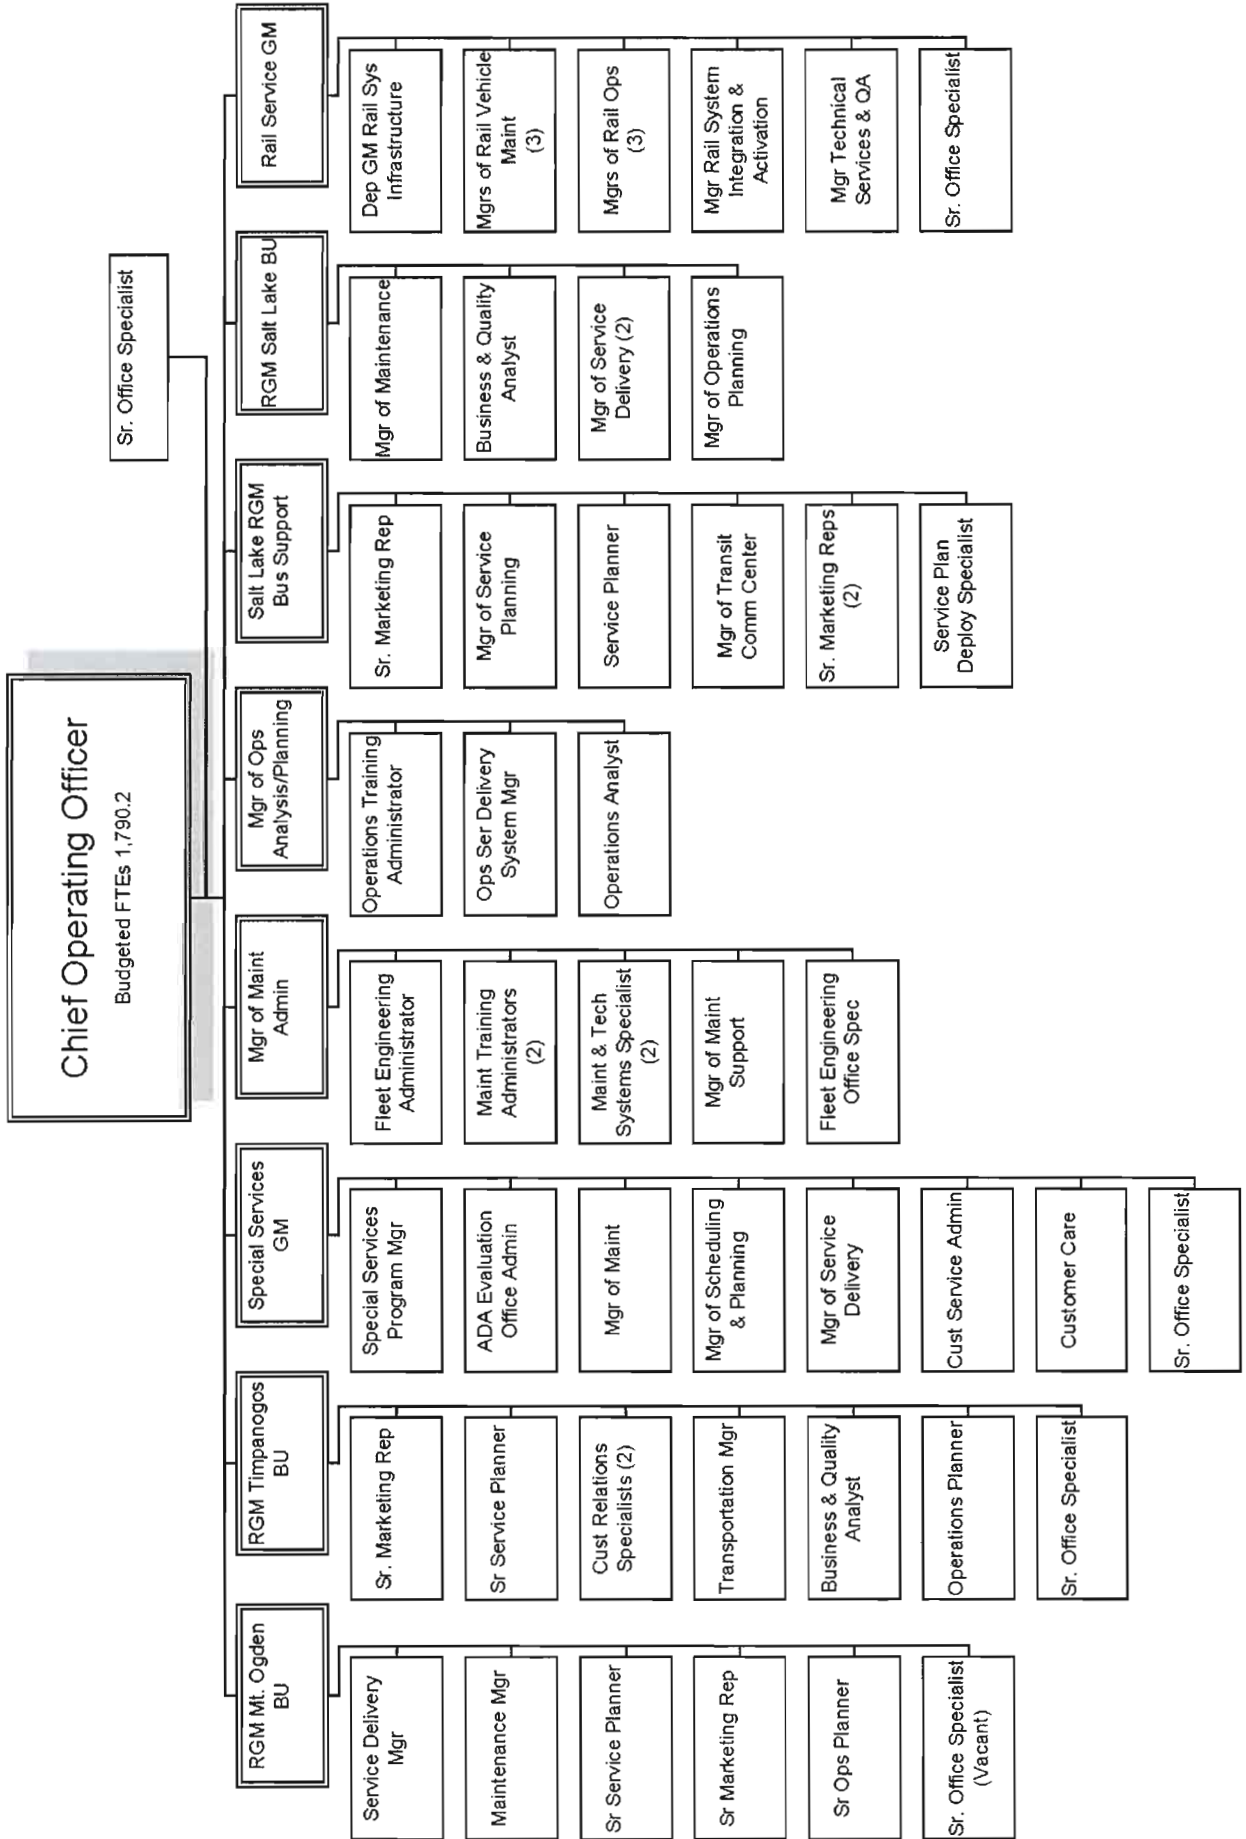 Chief Operating Officer
Budgeted FTEs 1,790.2
Sr. Office Specialist
RGM Mt. Ogden
BU
Service Delivery
Mgr
Maintenance Mgr
Sr Service Planner
Sr Marketing Rep
Sr Ops Planner
Sr. Office Specialist
(Vacant)
RGM Timpanogos
BU
Sr. Marketing Rep
Sr Service Planner
Cust Relations
Specialists (2)
Transportation Mgr
Business & Quality
Analyst
Operations Planner
Sr. Office Specialist
Special Services
GM
Special Services
Program Mgr
ADA Evaluation
Office Admin
Mgr of Maint
Mgr of Scheduling
& Planning
Mgr of Service
Delivery
Cust Service Admin
Customer Care
Sr. Office Specialist
Mgr of Maint
Admin
Fleet Engineering
Administrator
Maint Training
Administrators
(2)
Maint & Tech
Systems Specialist
(2)
Mgr of Maint
Support
Fleet Engineering
Office Spec
Mgr of Ops
Analysis/Planning
Operations Training
Administrator
Ops Ser Delivery
System Mgr
Operations Analyst
Salt Lake RGM
Bus Support
Sr. Marketing Rep
Mgr of Service
Planning
Service Planner
Mgr of Transit
Comm Center
Sr. Marketing Reps
(2)
Service Plan
Deploy Specialist
RGM Salt Lake BU
Mgr of Maintenance
Business & Quality
Analyst
Mgr of Service
Delivery (2)
Mgr of Operations
Planning
Rail Service GM
Dep GM Rail Sys
Infrastructure
Mgrs of Rail Vehicle
Maint
(3)
Mgrs of Rail Ops
(3)
Mgr Rail System
Integration &
Activation
Mgr Technical
Services & QA
Sr. Office Specialist